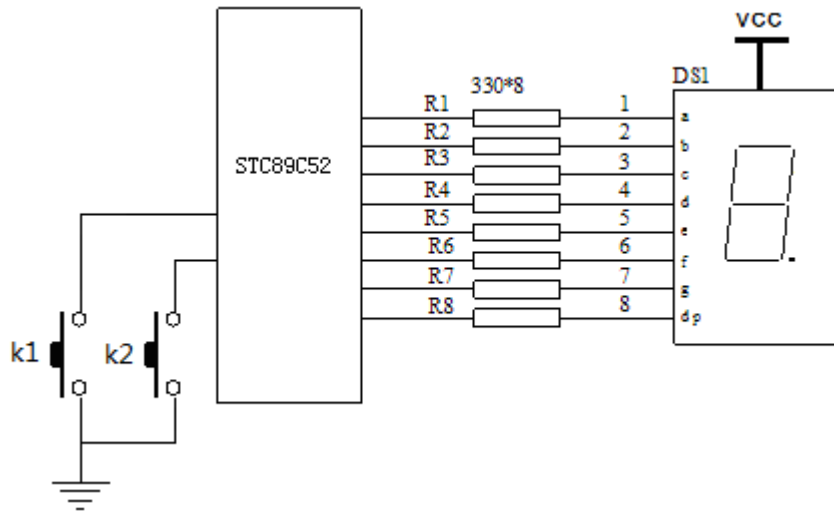 VCC
330*8
DS1
R1 1 a
R2 2 b
R3 3 c
STC89C52
R4 4 d
R5 5 e
R6 6 f
R7 7 g
R8 8 dp
k1 k2